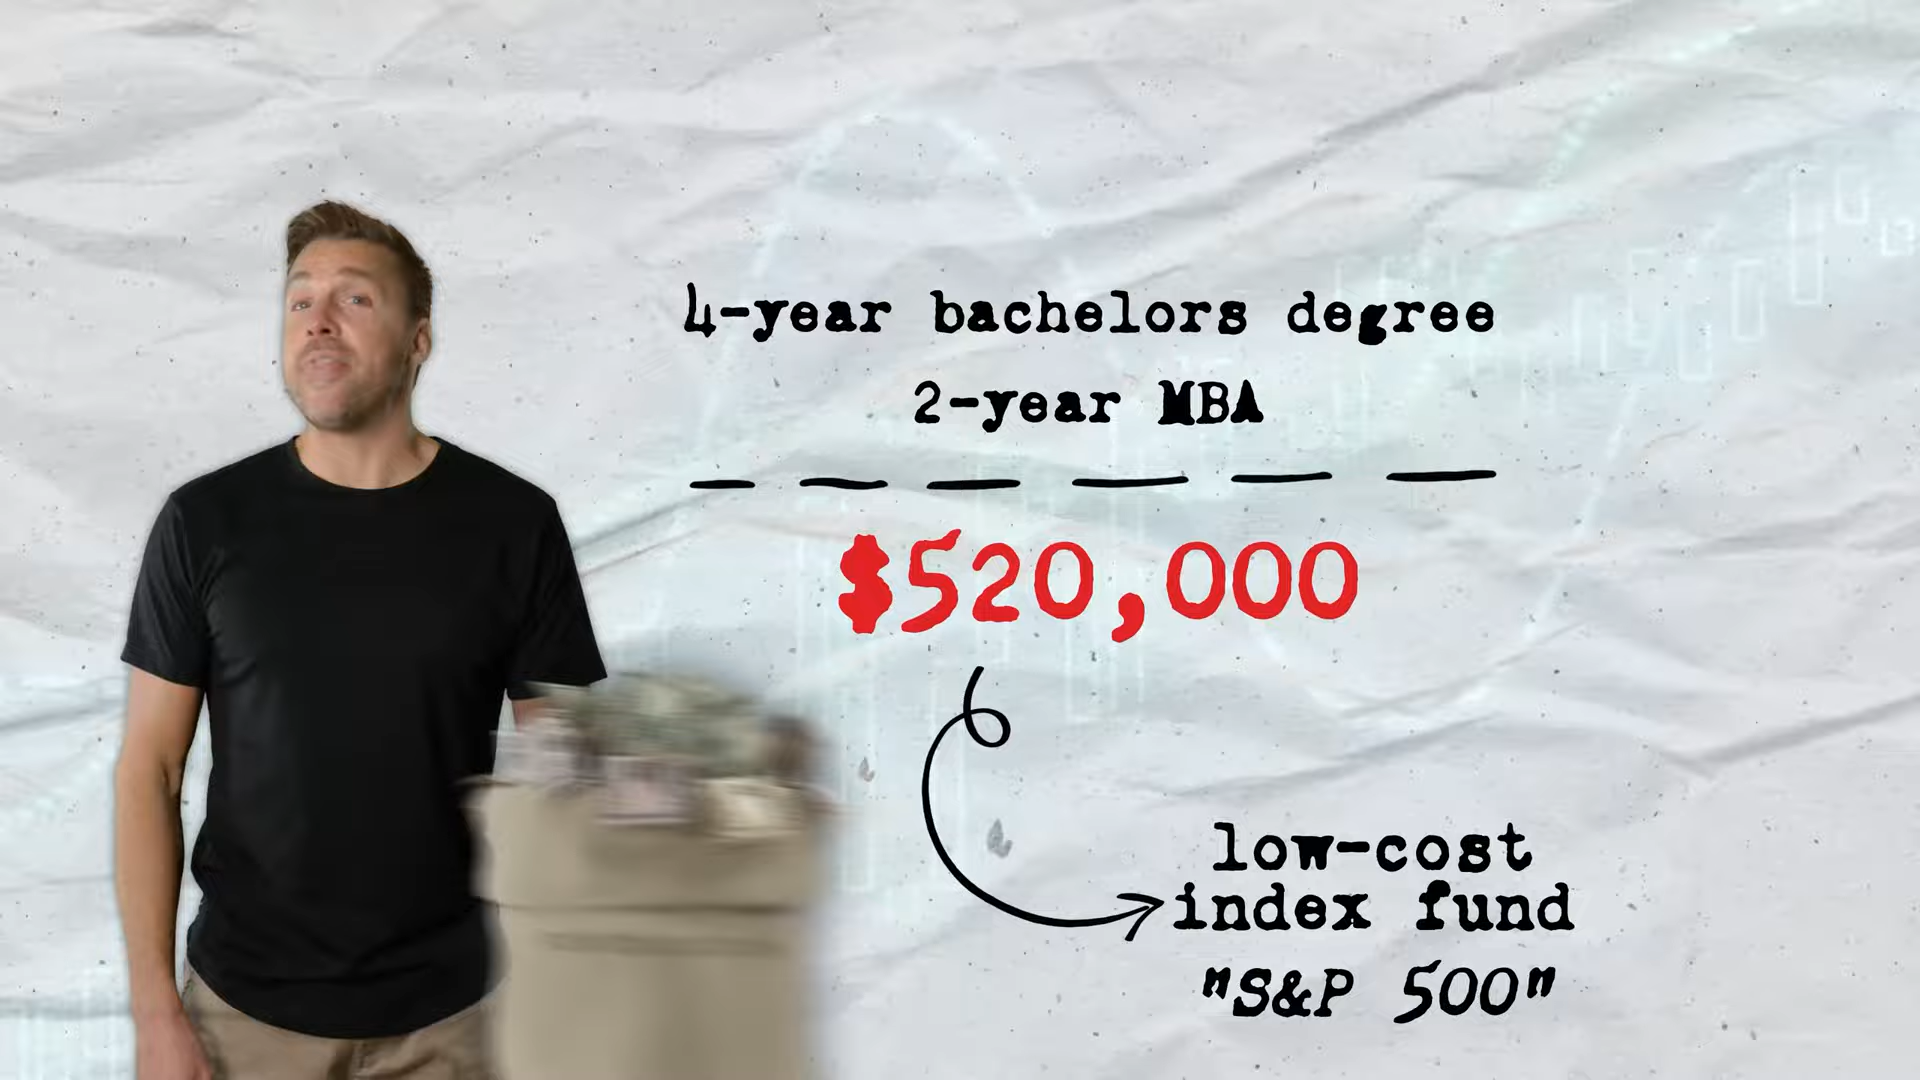 4-year bachelors degree
2-year MBA
$520,000
low-cost
index fund
"S&P 500"